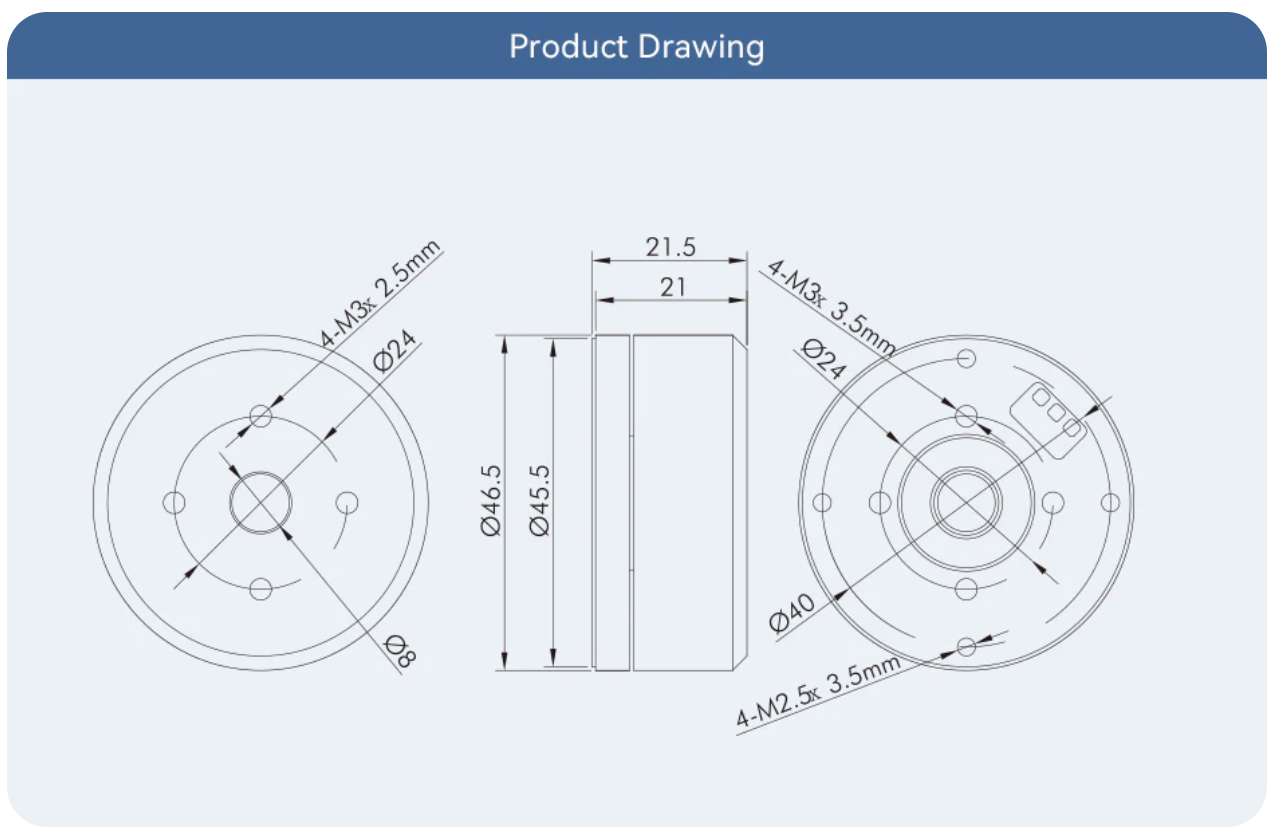 Product Drawing
4-M3x 2.5mm
Ø24
Ø8
21.5
21
Ø46.5
Ø45.5
4-M3x 3.5mm
Ø24
Ø40
4-M2.5x 3.5mm